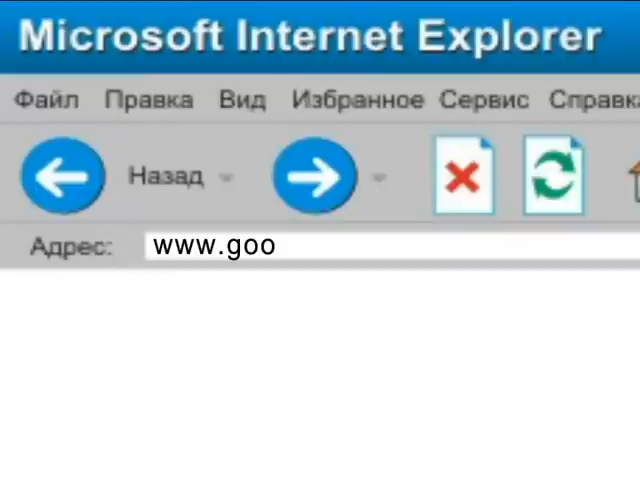 Microsoft Internet Explorer
Файл Правка Вид Избранное Сервис Справка
Назад
Адрес: www.goo